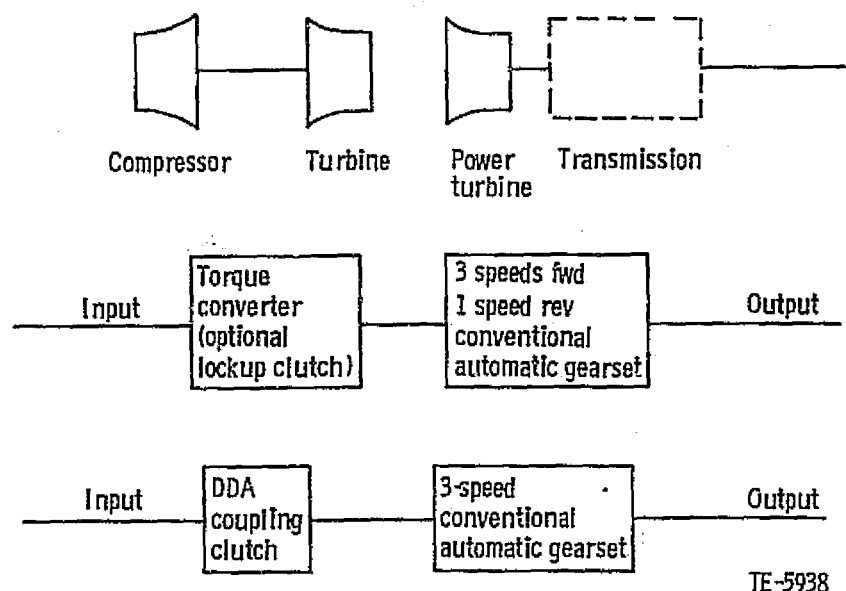 Compressor Turbine Power turbine Transmission
Input
Torque
converter
(optional
lockup clutch)
3 speeds fwd
1 speed rev
conventional
automatic gearset
Output
Input
DDA
coupling
clutch
3-speed
conventional
automatic gearset
Output
TE-5938